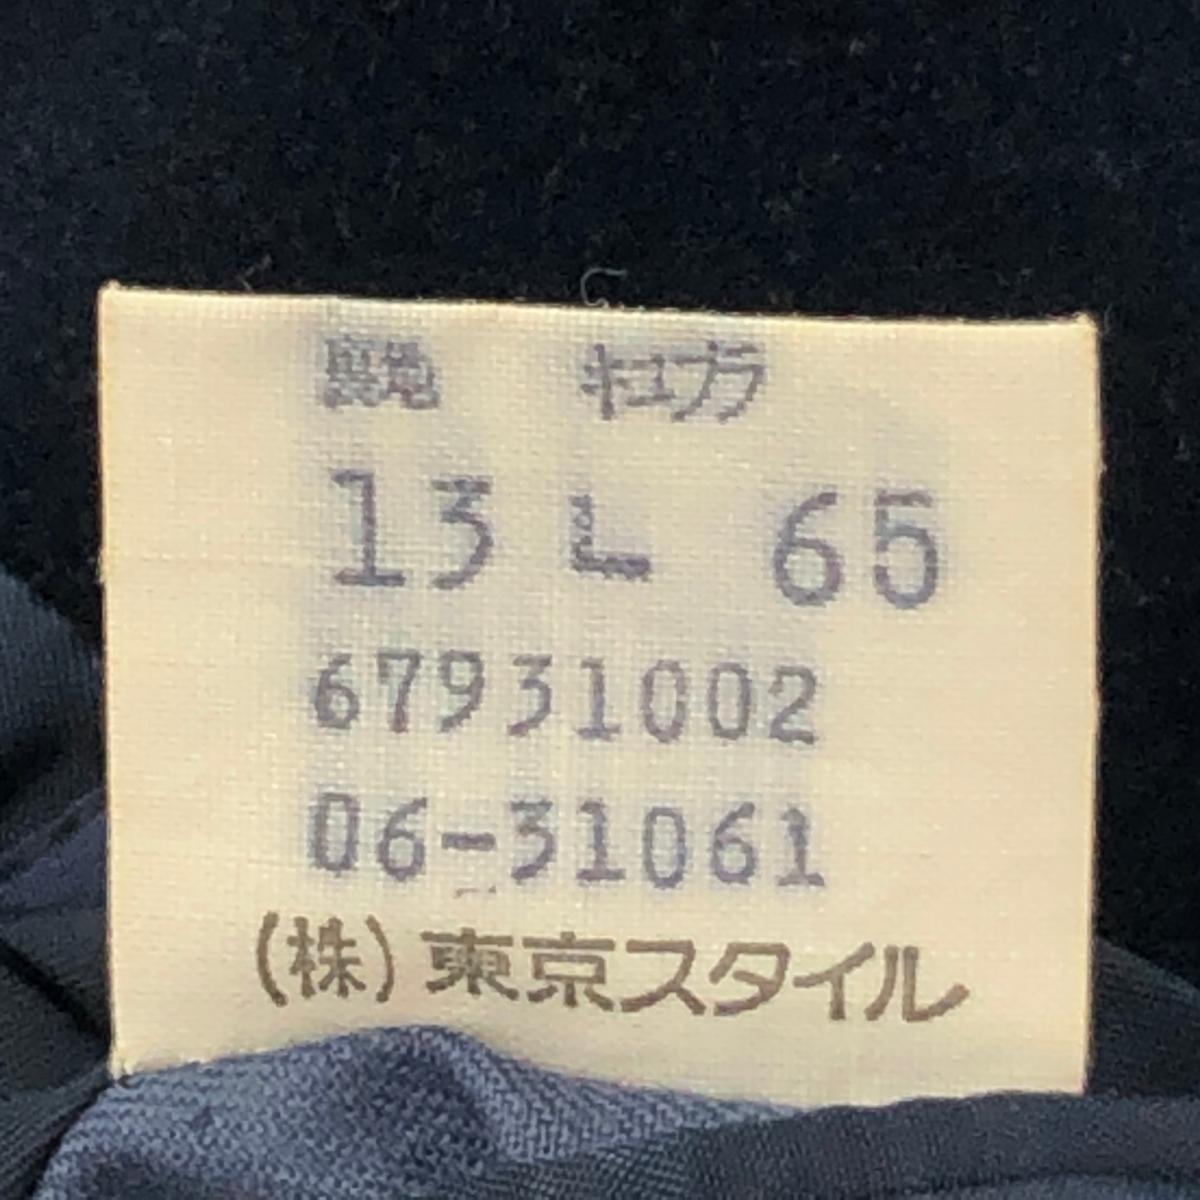 裏地 キュプラ
13 L 65
67931002
06-31061
(株)東京スタイル